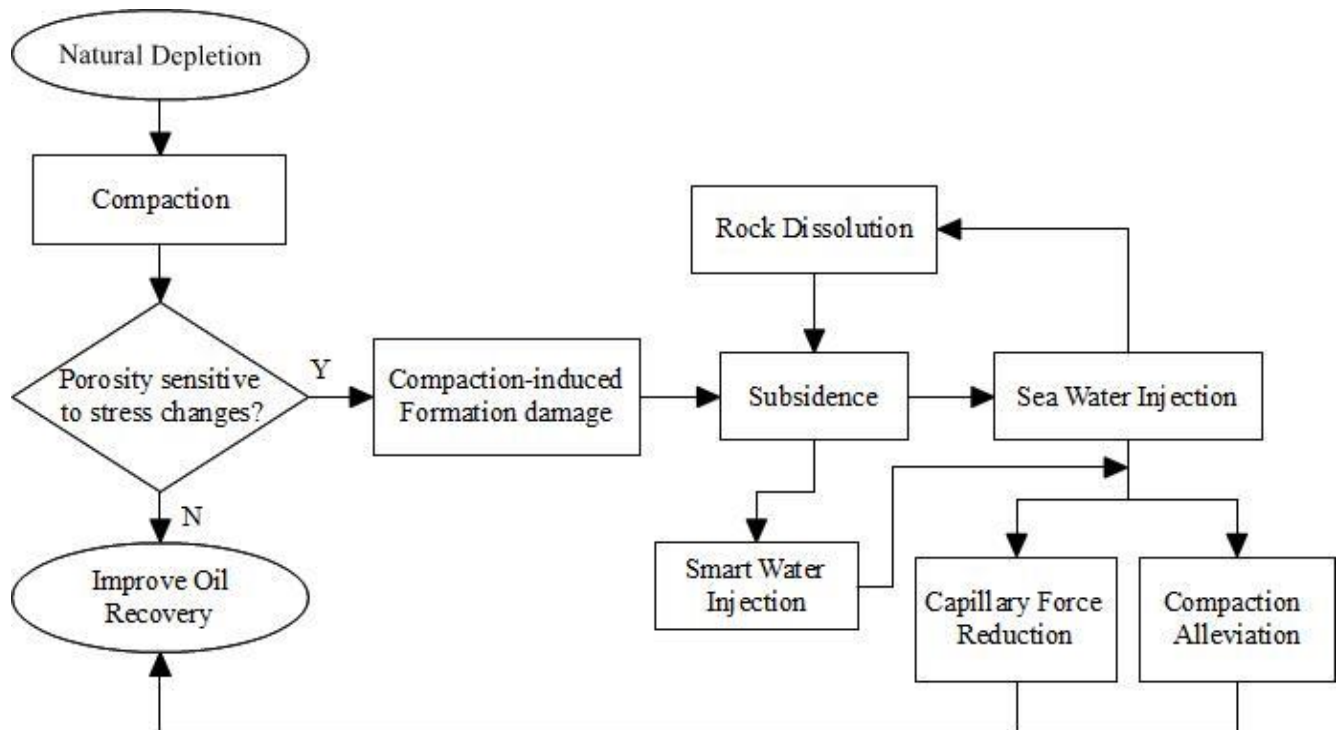 Natural Depletion
Compaction
Porosity sensitive
to stress changes?
Y
N
Improve Oil
Recovery
Compaction-induced
Formation damage
Rock Dissolution
Subsidence
Sea Water Injection
Smart Water
Injection
Capillary Force
Reduction
Compaction
Alleviation